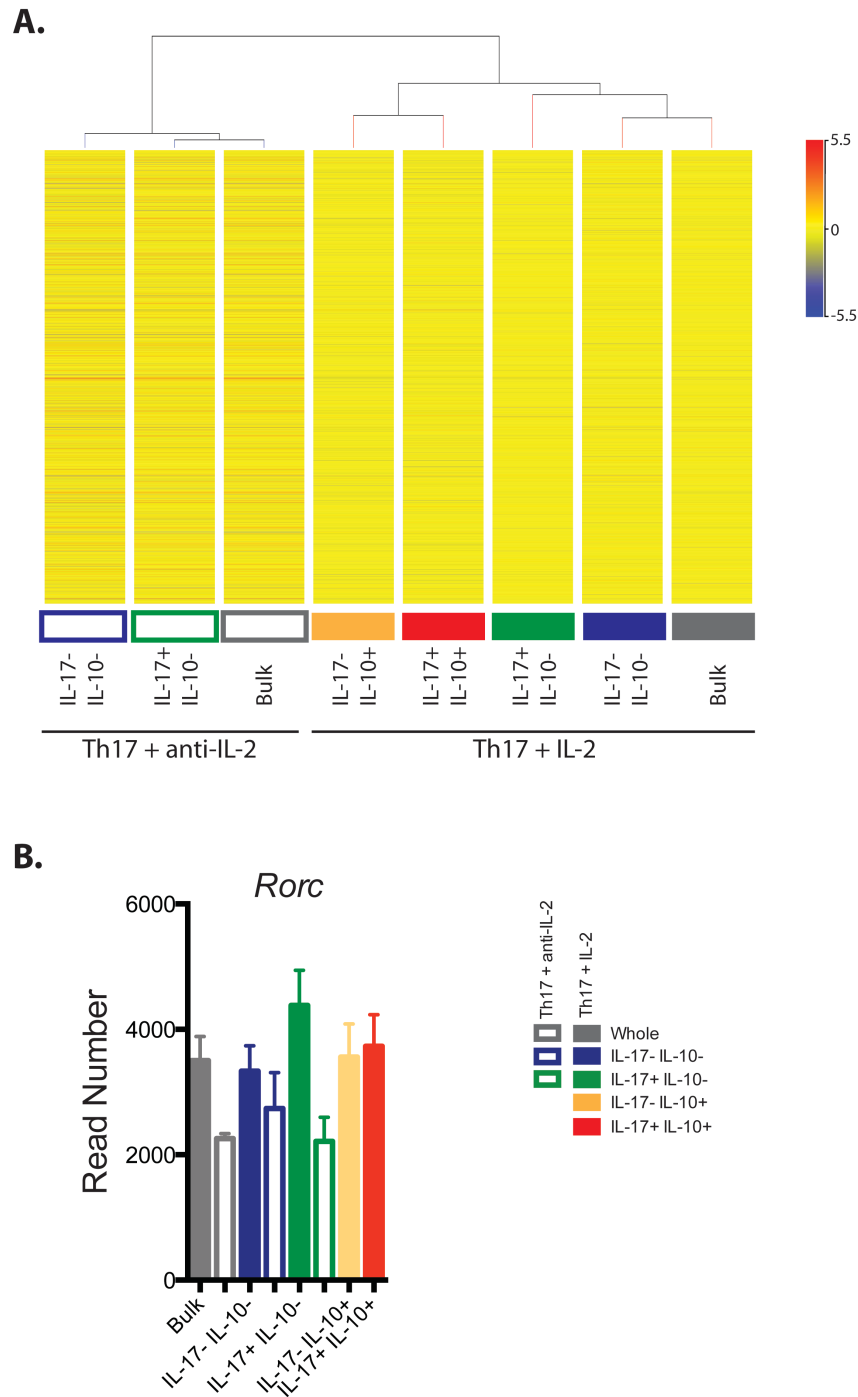 A.
5.5
0
-5.5
IL-17-
IL-10-
IL-17+
IL-10-
Bulk
IL-17-
IL-10+
IL-17+
IL-10+
IL-17+
IL-10-
IL-17-
IL-10-
Bulk
Th17 + anti-IL-2
Th17 + IL-2
B.
Rorc
Read Number
6000
4000
2000
0
Bulk
IL-17- IL-10-
IL-17+ IL-10-
IL-17- IL-10+
IL-17+ IL-10+
Th17 + anti-IL-2
Th17 + IL-2
Whole
IL-17- IL-10-
IL-17+ IL-10-
IL-17- IL-10+
IL-17+ IL-10+